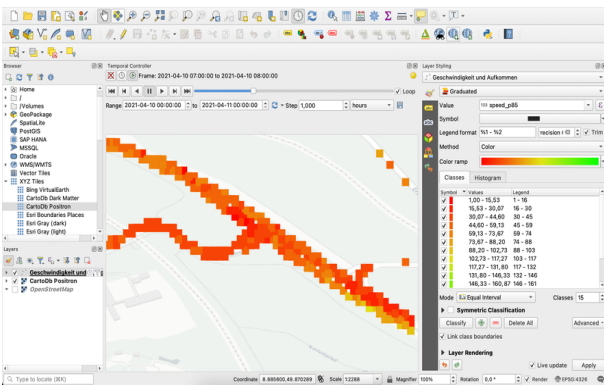 Browser
Temporal Controller
Layer Styling
Frame: 2021-04-10 07:00:00 to 2021-04-10 08:00:00
Geschwindigkeit und Aufkommen
Graduated
Loop
Range 2021-04-10 00:00:00 to 2021-04-11 00:00:00 Step 1,000 hours
Home
/
/Volumes
GeoPackage
SpatiaLite
PostGIS
SAP HANA
MSSQL
Oracle
WMS/WMTS
Vector Tiles
XYZ Tiles
Bing VirtualEarth
CartoDb Dark Matter
CartoDb Positron
Esri Boundaries Places
Esri Gray (dark)
Esri Gray (light)
Layers
Geschwindigkeit und
CartoDb Positron
OpenStreetMap
Value 123 speed_p85
Symbol
Legend format %1 - %2 recision Trim
Method Color
Color ramp
Classes Histogram
Symbol Values Legend
1,00 - 15,53 1 - 16
15,53 - 30,07 16 - 30
30,07 - 44,60 30 - 45
44,60 - 59,13 45 - 59
59,13 - 73,67 59 - 74
73,67 - 88,20 74 - 88
88,20 - 102,73 88 - 103
102,73 - 117,27 103 - 117
117,27 - 131,80 117 - 132
131,80 - 146,33 132 - 146
146,33 - 160,87 146 - 161
Mode Equal Interval Classes 15
Symmetric Classification
Classify Delete All Advanced
Link class boundaries
Layer Rendering
Live update Apply
Type to locate (⌘K) Coordinate 8.685600,49.870289 Scale 1:2288 Magnifier 100% Rotation 0,0 ° Render EPSG:4326